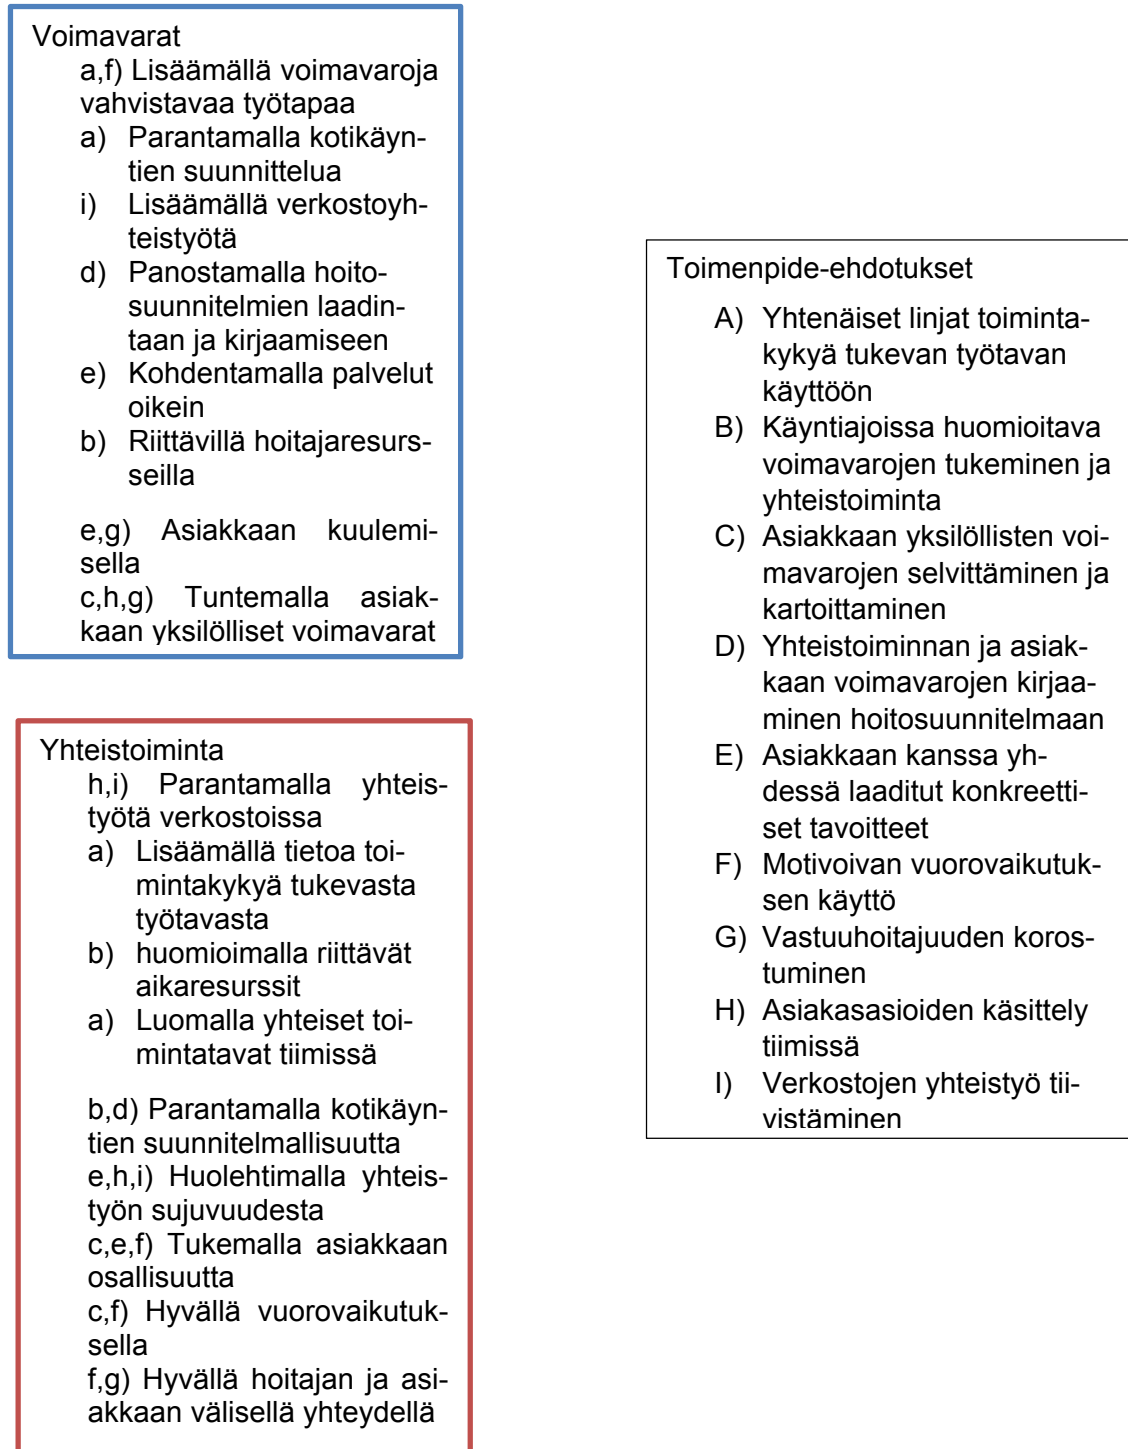 Voimavarat
a,f) Lisäämällä voimavaroja
vahvistavaa työtapaa
a) Parantamalla kotikäyn-
tien suunnittelua
i) Lisäämällä verkostoyh-
teistyötä
d) Panostamalla hoito-
suunnitelmien laadin-
taan ja kirjaamiseen
e) Kohdentamalla palvelut
oikein
b) Riittävillä hoitajaresurs-
seilla
e,g) Asiakkaan kuulemi-
sella
c,h,g) Tuntemalla asiak-
kaan yksilölliset voimavarat
Yhteistoiminta
h,i) Parantamalla yhteis-
työtä verkostoissa
a) Lisäämällä tietoa toi-
mintakykyä tukevasta
työtavasta
b) huomioimalla riittävät
aikaresurssit
a) Luomalla yhteiset toi-
mintatavat tiimissä
b,d) Parantamalla kotikäyn-
tien suunnitelmallisuutta
e,h,i) Huolehtimalla yhteis-
työn sujuvuudesta
c,e,f) Tukemalla asiakkaan
osallisuutta
c,f) Hyvällä vuorovaikutuk-
sella
f,g) Hyvällä hoitajan ja asi-
akkaan välisellä yhteydellä
Toimenpide-ehdotukset
A) Yhtenäiset linjat toiminta-
kykyä tukevan työtavan
käyttöön
B) Käyntiajoissa huomioitava
voimavarojen tukeminen ja
yhteistoiminta
C) Asiakkaan yksilöllisten voi-
mavarojen selvittäminen ja
kartoittaminen
D) Yhteistoiminnan ja asiak-
kaan voimavarojen kirjaa-
minen hoitosuunnitelmaan
E) Asiakkaan kanssa yh-
dessä laaditut konkreetti-
set tavoitteet
F) Motivoivan vuorovaikutuk-
sen käyttö
G) Vastuuhoitajuuden koros-
tuminen
H) Asiakasasioiden käsittely
tiimissä
I) Verkostojen yhteistyö tii-
vistäminen